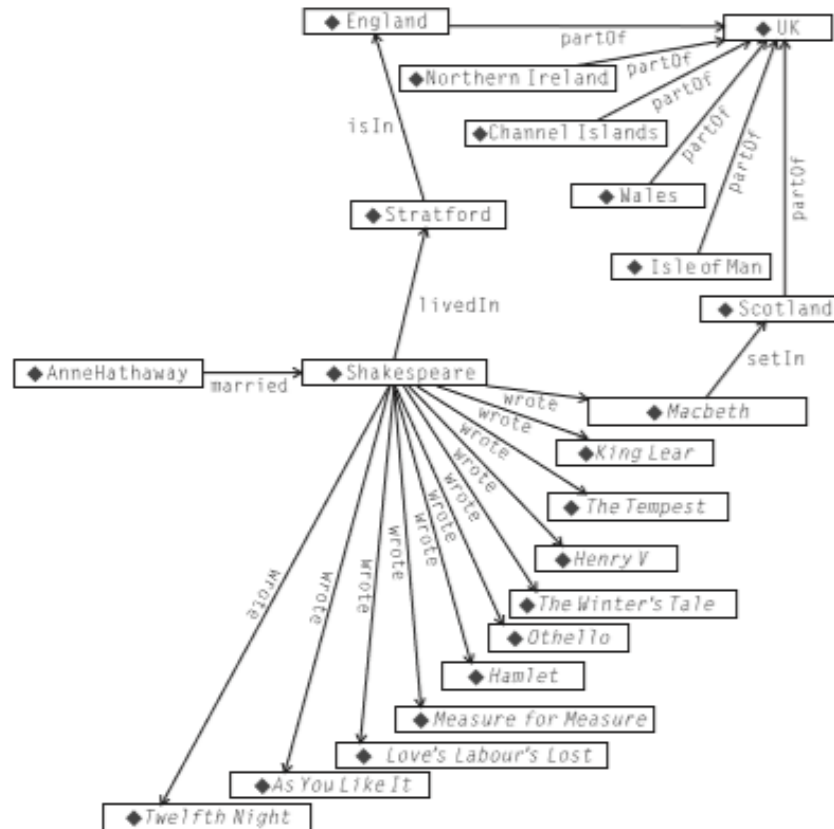 England
UK
partOf
Northern Ireland
partOf
partOf
Channel Islands
isIn
partOf
partOf
partOf
Wales
Stratford
Isle of Man
livedIn
Scotland
setIn
AnneHathaway
married
Shakespeare
wrote
Macbeth
wrote
King Lear
wrote
The Tempest
wrote
wrote
wrote
wrote
wrote
wrote
wrote
wrote
Henry V
The Winter's Tale
Othello
Hamlet
Measure for Measure
Love's Labour's Lost
As You Like It
Twelfth Night